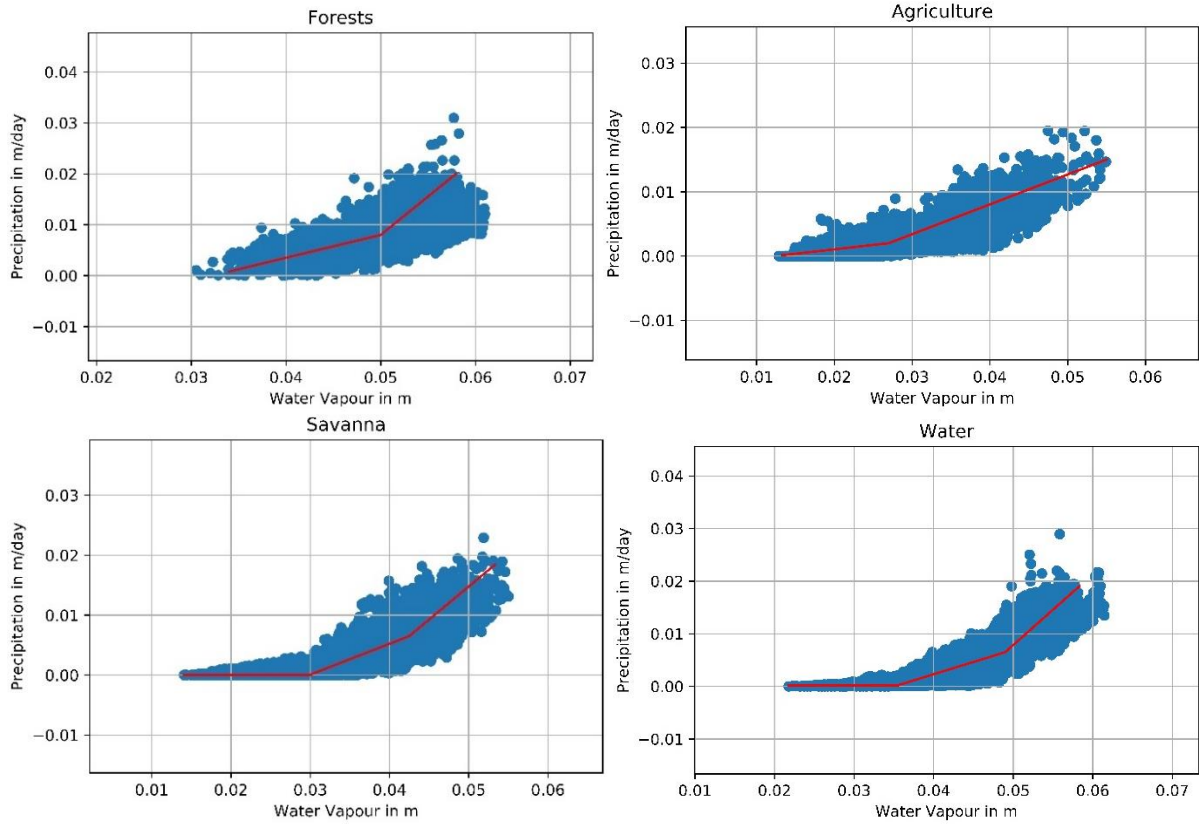 Forests
Precipitation in m/day
0.04
0.03
0.02
0.01
0.00
−0.01
0.02 0.03 0.04 0.05 0.06 0.07
Water Vapour in m
Agriculture
Precipitation in m/day
0.03
0.02
0.01
0.00
−0.01
0.01 0.02 0.03 0.04 0.05 0.06
Water Vapour in m
Savanna
Precipitation in m/day
0.03
0.02
0.01
0.00
−0.01
0.01 0.02 0.03 0.04 0.05 0.06
Water Vapour in m
Water
Precipitation in m/day
0.04
0.03
0.02
0.01
0.00
−0.01
0.01 0.02 0.03 0.04 0.05 0.06 0.07
Water Vapour in m